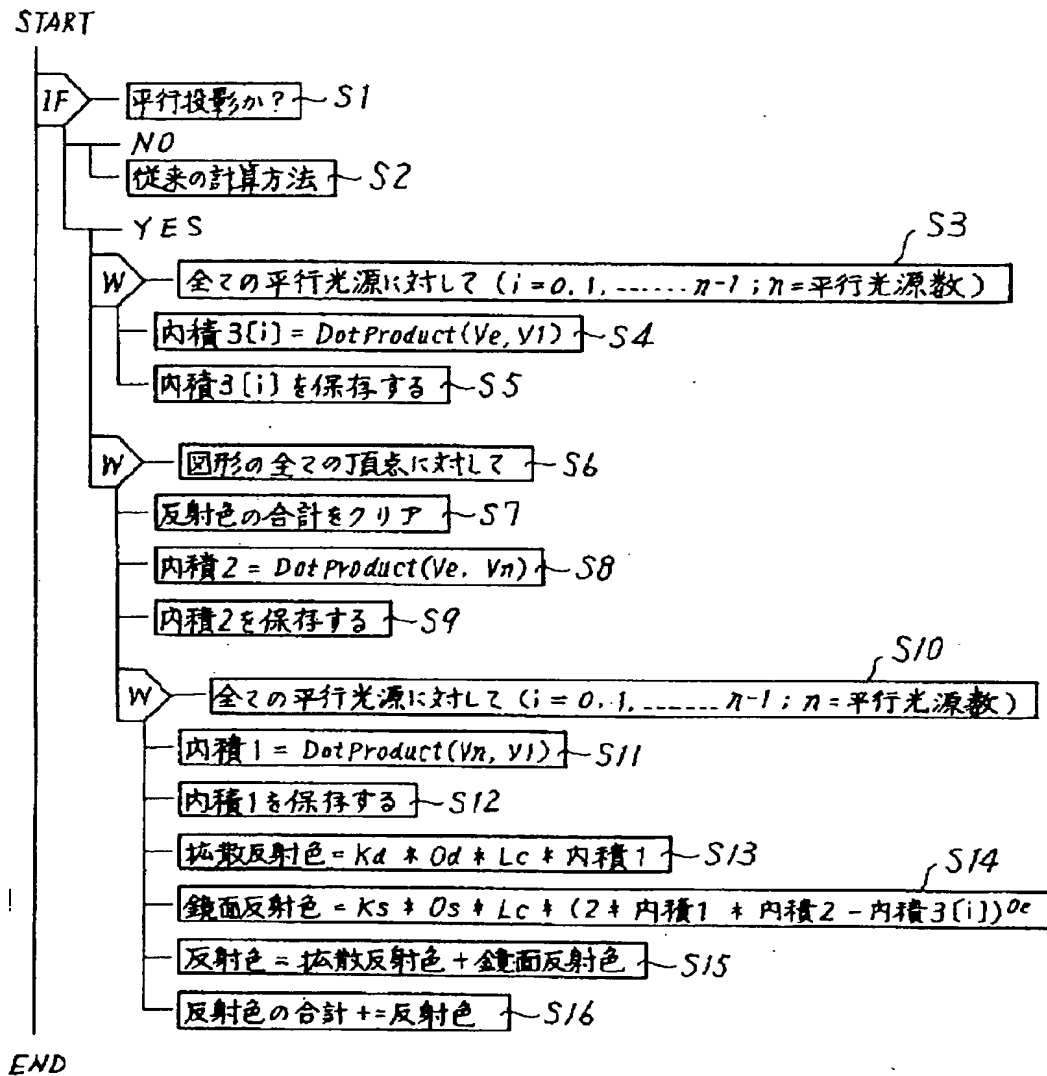 START
IF 平行投影か? S1
NO
従来の計算方法 S2
YES
S3
W 全ての平行光源に対して (i=0.1.......n-1;n=平行光源数)
内積3[i]=DotProduct(Ve,Vl) S4
内積3[i]を保存する S5
W 図形の全ての頂点に対して S6
反射色の合計をクリア S7
内積2=DotProduct(Ve.Vn) S8
内積2を保存する S9
S10
W 全ての平行光源に対して (i=0.1........n-1;n=平行光源数)
内積1=DotProduct(Vn,Vl) S11
内積1を保存する S12
拡散反射色=Kd*Od*Lc*内積1 S13
S14
鏡面反射色=Ks*Os*Lc*(2*内積1*内積2-内積3[i])Oe
反射色=拡散反射色+鏡面反射色 S15
反射色の合計+=反射色 S16
END